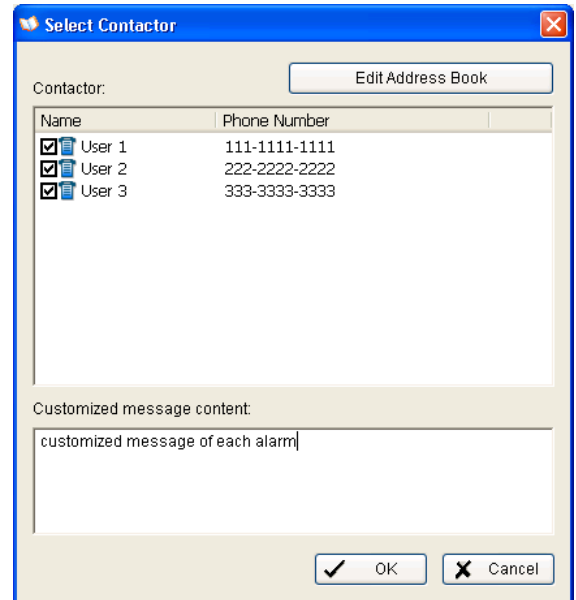 Select Contactor
Edit Address Book
Contactor:
Name Phone Number
User 1 111-1111-1111
User 2 222-2222-2222
User 3 333-3333-3333
Customized message content:
customized message of each alarm
OK Cancel